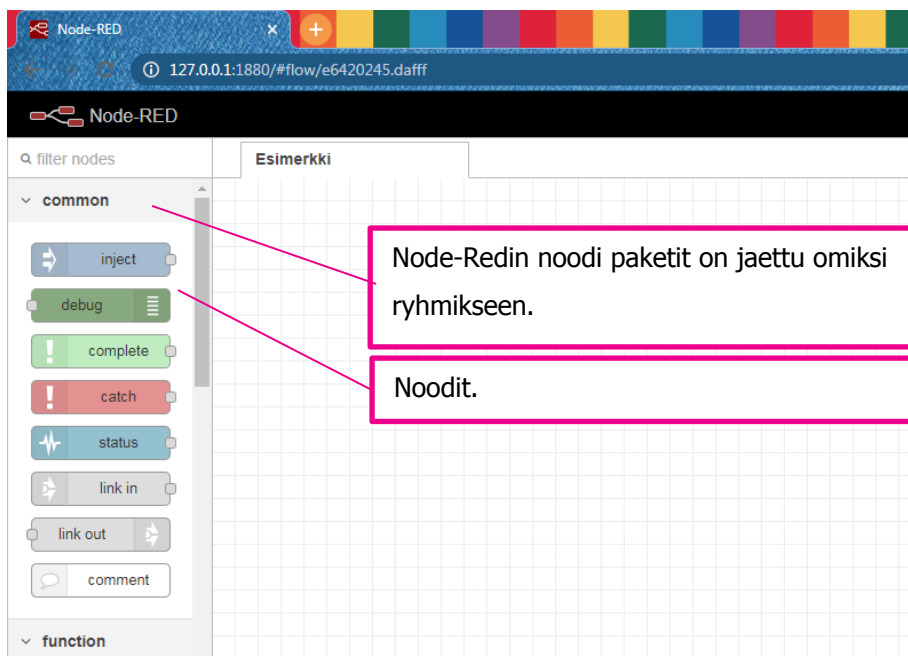 Node-RED
127.0.0.1:1880/#flow/e6420245.dafff
Node-RED
filter nodes
Esimerkki
common
inject
debug
complete
catch
status
link in
link out
comment
function
Node-Redin noodi paketit on jaettu omiksi
ryhmikseen.
Noodit.